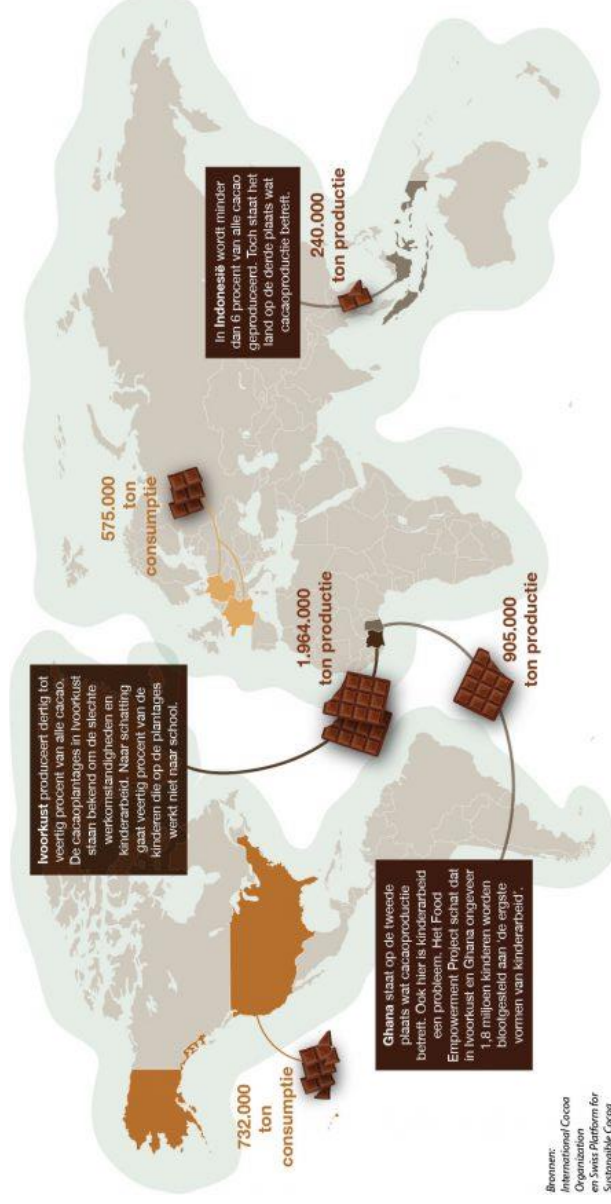 732.000
ton
consumptie
Ivoorkust produceert dertig tot
veertig procent van alle cacao.
De cacaoplantages in Ivoorkust
staan bekend om de slechte
werkomstandigheden en
kinderarbeid. Naar schatting
gaat veertig procent van de
kinderen die op de plantages
werkt niet naar school.
575.000
ton
consumptie
In Indonesië wordt minder
dan 6 procent van alle cacao
geproduceerd. Toch staat het
land op de derde plaats wat
cacaoproductie betreft.
240.000
ton productie
1.964.000
ton productie
905.000
ton productie
Ghana staat op de tweede
plaats wat cacaoproductie
betreft. Ook hier is kinderarbeid
een probleem. Het Food
Empowerment Project schat dat
in Ivoorkust en Ghana ongeveer
1,8 miljoen kinderen worden
blootgesteld aan 'de ergste
vormen van kinderarbeid'.
Bronnen:
International Cocoa
Organization
en Swiss Platform for
Sustangible Cocoa